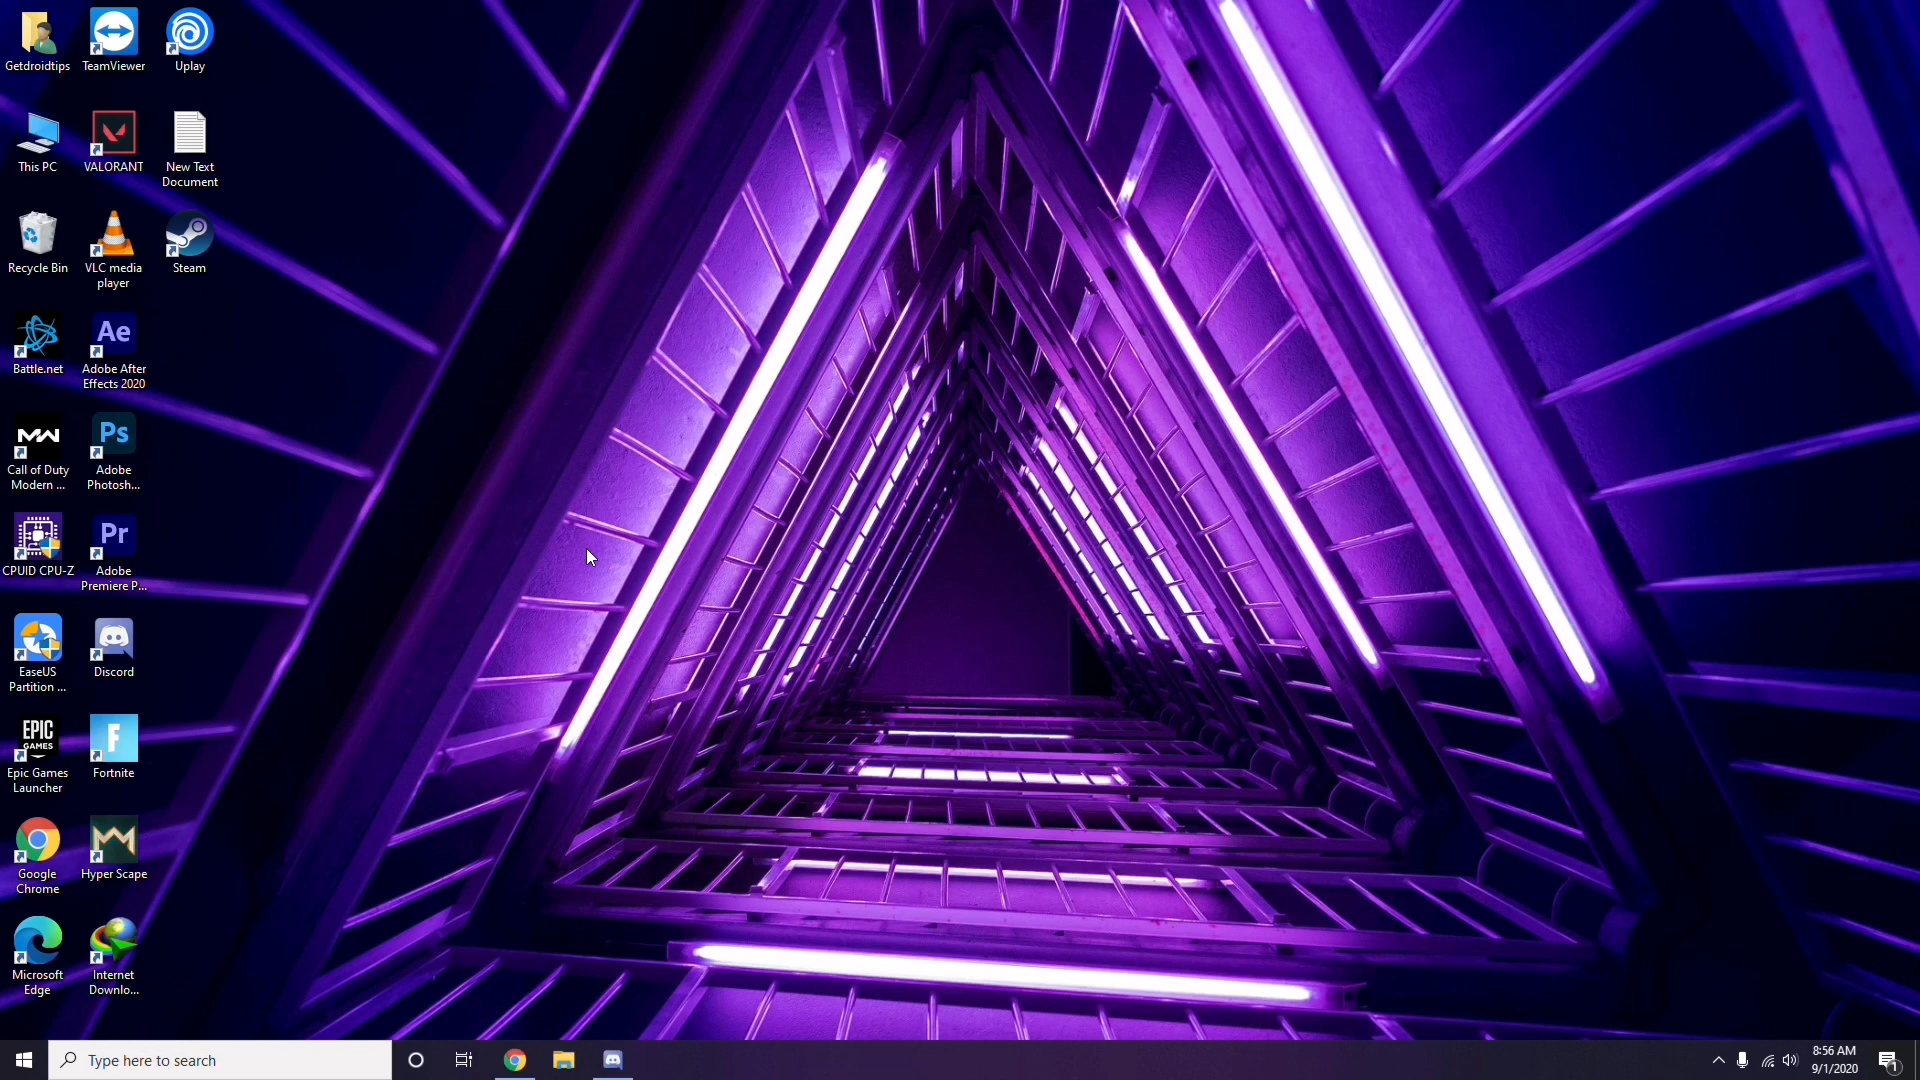 Getdroidtips
TeamViewer
Uplay
This PC
VALORANT
New Text
Document
Recycle Bin
VLC media
player
Steam
Battle.net
Ae
Adobe After
Effects 2020
MW
Call of Duty
Modern ...
Ps
Adobe
Photosh...
CPUID CPU-Z
Pr
Adobe
Premiere P...
EaseUS
Partition ...
Discord
EPIC
GAMES
Epic Games
Launcher
F
Fortnite
Google
Chrome
Hyper Scape
Microsoft
Edge
Internet
Downlo...
Type here to search
8:56 AM
9/1/2020
1